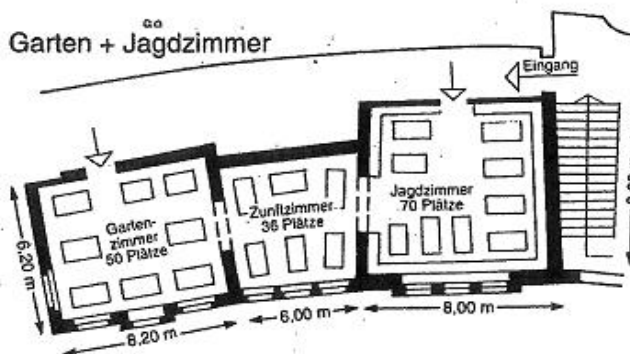 Garten + Jagdzimmer
Eingang
Jagdzimmer
70 Plätze
Zunftzimmer
36 Plätze
Garten-
zimmer
50 Plätze
6,20 m
8,20 m
6,00 m
8,00 m